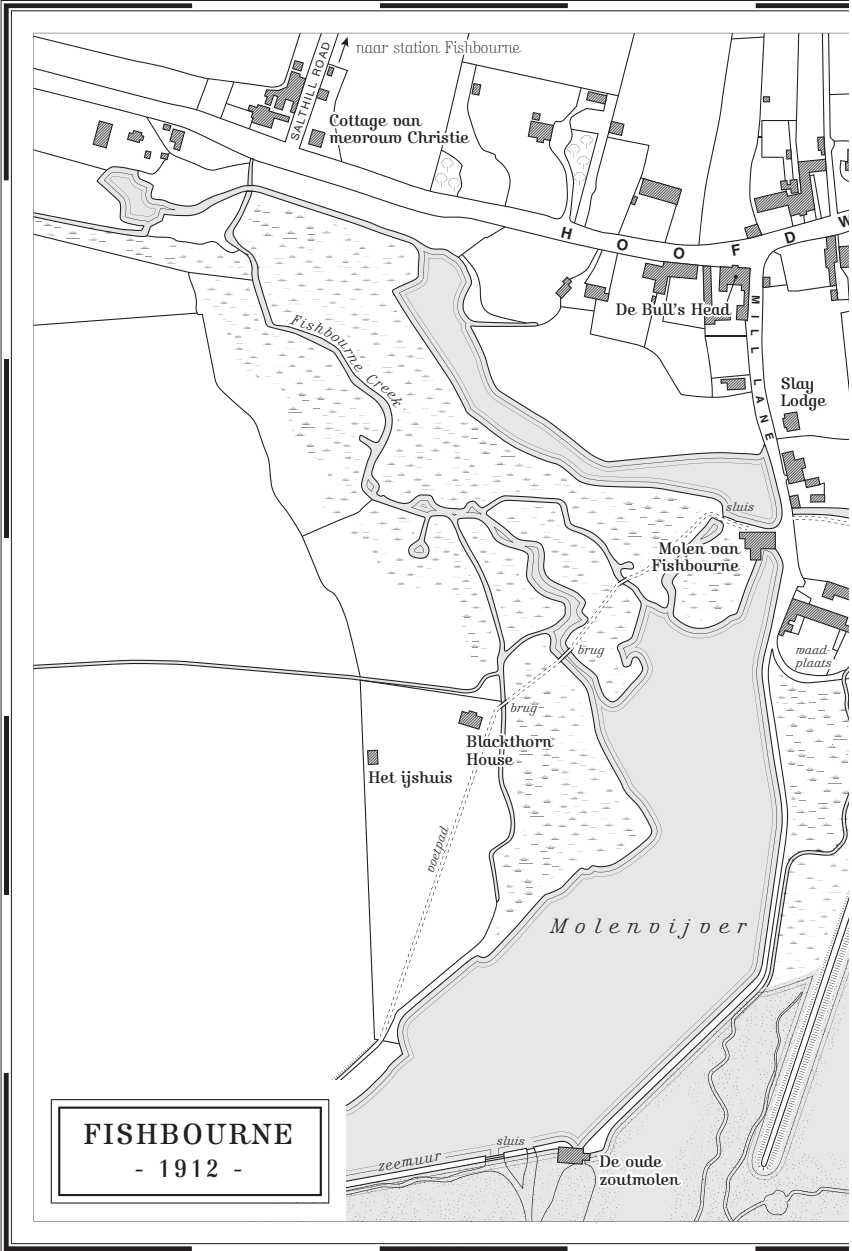 naar station Fishbourne
SALTHILL ROAD
Cottage van
mevrouw Christie
HOOFDW
De Bull's Head
MILL LANE
Slay
Lodge
Fishbourne Creek
sluis
Molen van
Fishbourne
waad-
plaats
brug
brug
Blackthorn
House
Het ijshuis
voetpad
Molenvijver
FISHBOURNE
- 1912 -
sluis
zeemuur
De oude
zoutmolen